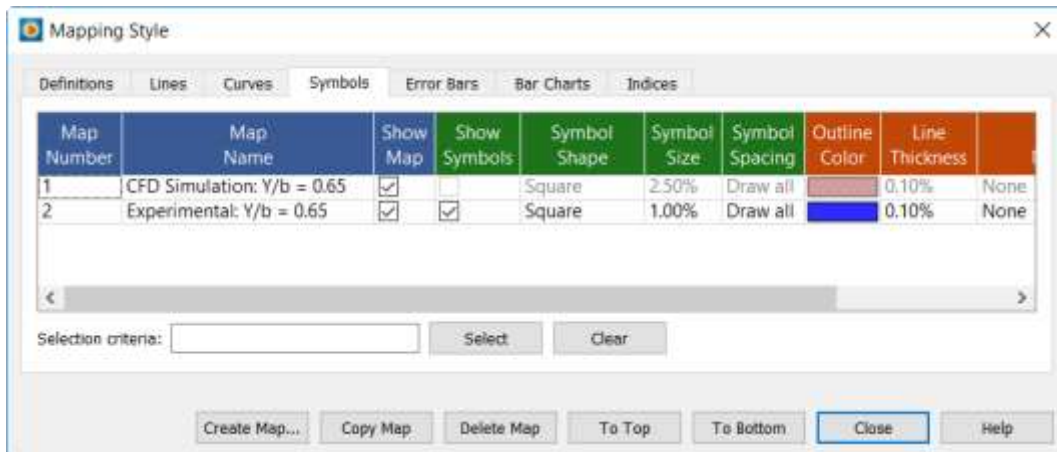 Mapping Style
Definitions Lines Curves Symbols Error Bars Bar Charts Indices
Map Number Map Name Show Map Show Symbols Symbol Shape Symbol Size Symbol Spacing Outline Color Line Thickness
1 CFD Simulation: Y/b = 0.65 Square 2.50% Draw all 0.10% None
2 Experimental: Y/b = 0.65 Square 1.00% Draw all 0.10% None
Selection criteria: Select Clear
Create Map... Copy Map Delete Map To Top To Bottom Close Help